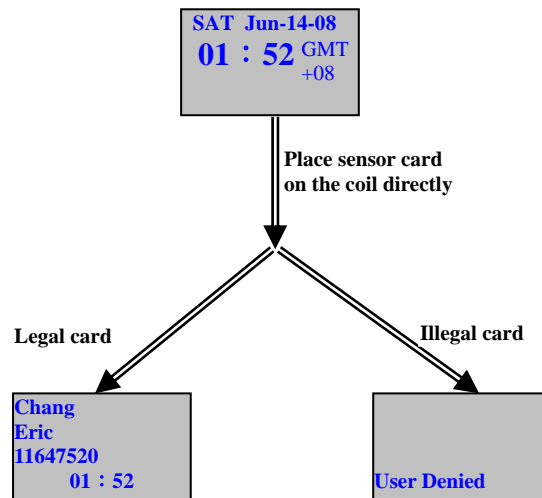 SAT Jun-14-08
01：52 GMT
+08
Place sensor card
on the coil directly
Legal card
Illegal card
Chang
Eric
11647520
01：52
User Denied